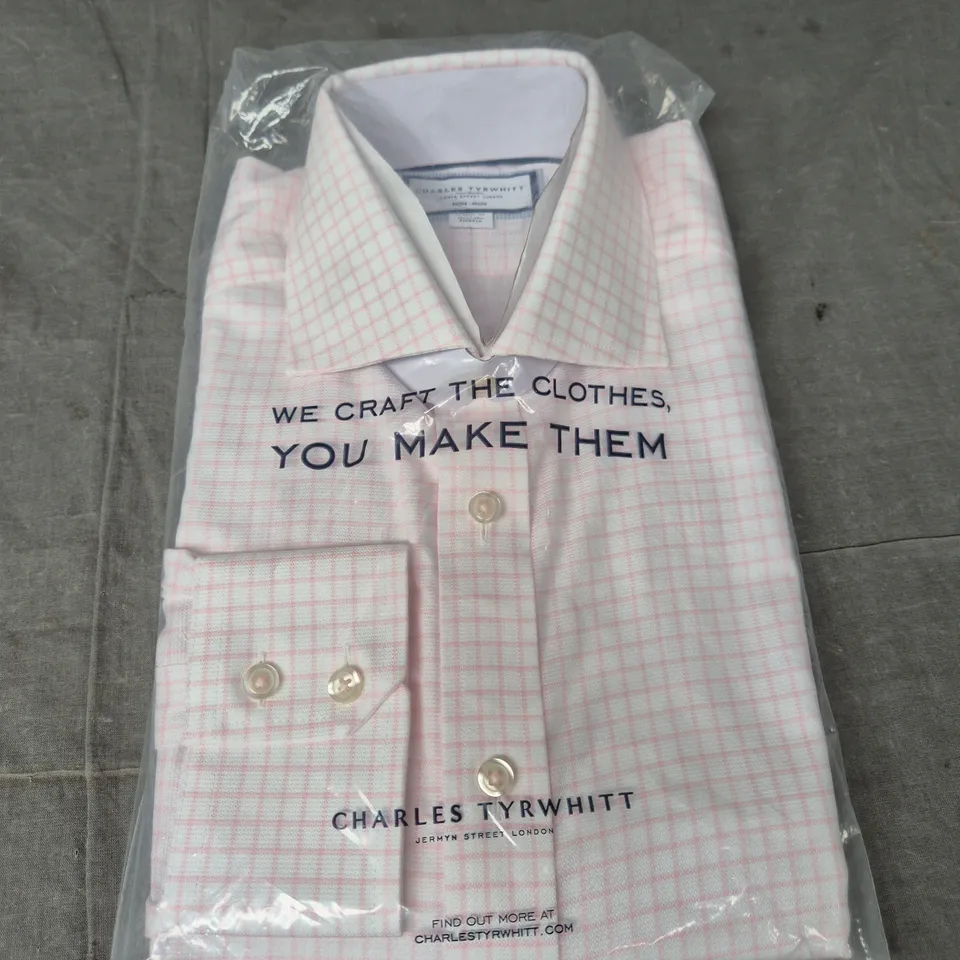 CHARLES TYRWHITT
WE CRAFT THE CLOTHES,
YOU MAKE THEM
CHARLES TYRWHITT
JERMYN STREET LONDON
FIND OUT MORE AT
CHARLESTYRWHITT.COM